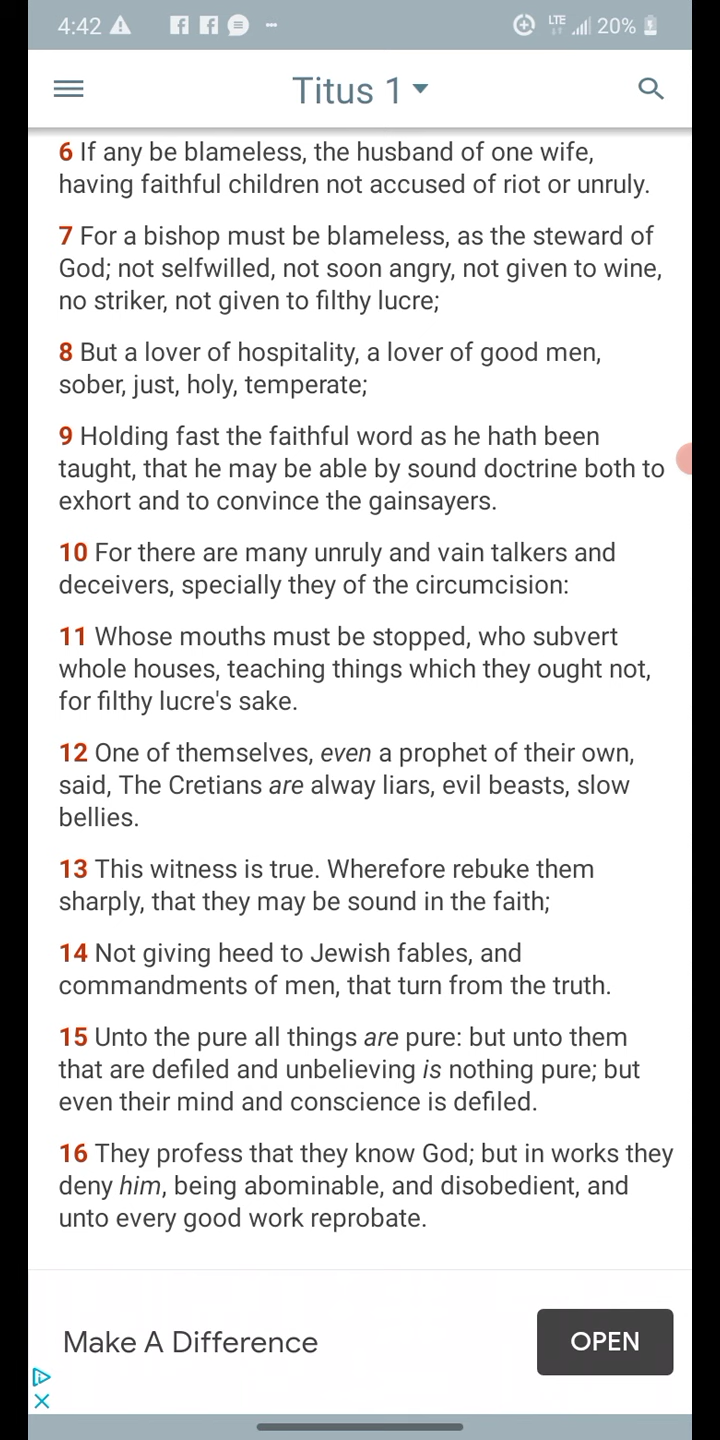 4:42
LTE
20%
Titus 1
6 If any be blameless, the husband of one wife,
having faithful children not accused of riot or unruly.
7 For a bishop must be blameless, as the steward of
God; not selfwilled, not soon angry, not given to wine,
no striker, not given to filthy lucre;
8 But a lover of hospitality, a lover of good men,
sober, just, holy, temperate;
9 Holding fast the faithful word as he hath been
taught, that he may be able by sound doctrine both to
exhort and to convince the gainsayers.
10 For there are many unruly and vain talkers and
deceivers, specially they of the circumcision:
11 Whose mouths must be stopped, who subvert
whole houses, teaching things which they ought not,
for filthy lucre's sake.
12 One of themselves, even a prophet of their own,
said, The Cretians are alway liars, evil beasts, slow
bellies.
13 This witness is true. Wherefore rebuke them
sharply, that they may be sound in the faith;
14 Not giving heed to Jewish fables, and
commandments of men, that turn from the truth.
15 Unto the pure all things are pure: but unto them
that are defiled and unbelieving is nothing pure; but
even their mind and conscience is defiled.
16 They profess that they know God; but in works they
deny him, being abominable, and disobedient, and
unto every good work reprobate.
Make A Difference
OPEN